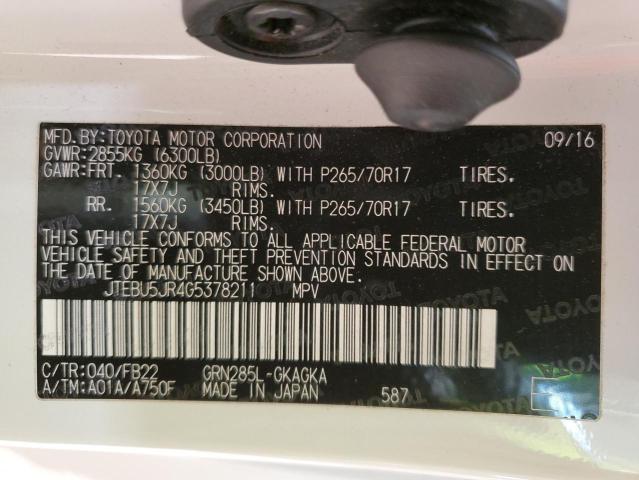 MFD.BY:TOYOTA MOTOR CORPORATION 09/16
GVWR:2855KG (6300LB)
GAWR:FRT. 1360KG (3000LB) WITH P265/70R17 TIRES.
17X7J RIMS.
RR. 1560KG (3450LB) WITH P265/70R17 TIRES.
17X7J RIMS.
THIS VEHICLE CONFORMS TO ALL APPLICABLE FEDERAL MOTOR
VEHICLE SAFETY AND THEFT PREVENTION STANDARDS IN EFFECT ON
THE DATE OF MANUFACTURE SHOWN ABOVE.
JTEBU5JR4G5378211 MPV
C/TR:040/FB22 GRN285L-GKAGKA
A/TM:A01A/A750F MADE IN JAPAN 587